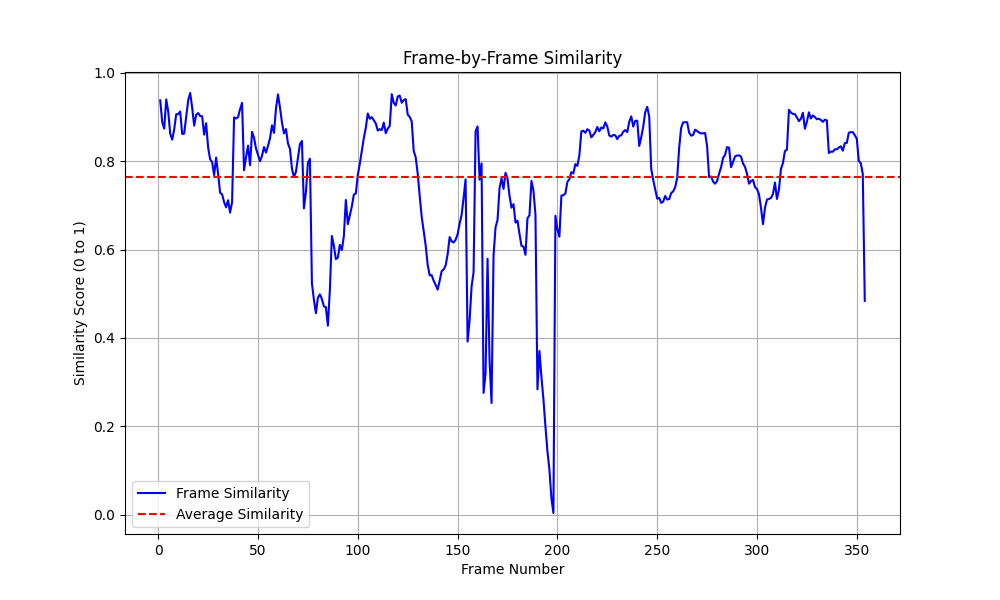 Frame-by-Frame Similarity
Similarity Score (0 to 1)
1.0
0.8
0.6
0.4
0.2
0.0
Frame Similarity
Average Similarity
0 50 100 150 200 250 300 350
Frame Number